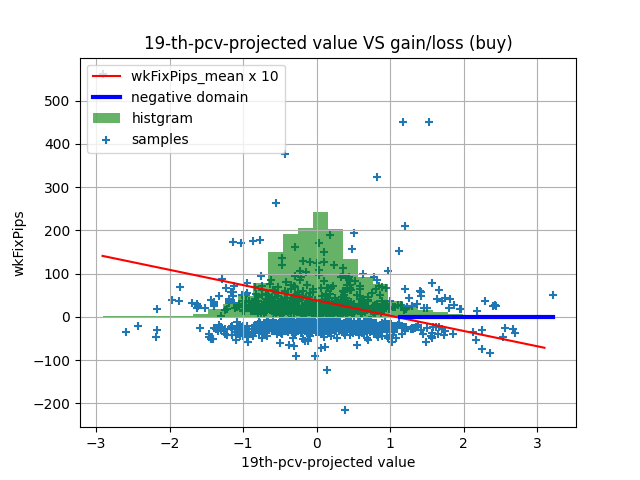 19-th-pcv-projected value VS gain/loss (buy)
wkFixPips_mean x 10
negative domain
histgram
samples
500
400
300
200
100
0
−100
−200
wkFixPips
−3 −2 −1 0 1 2 3
19th-pcv-projected value